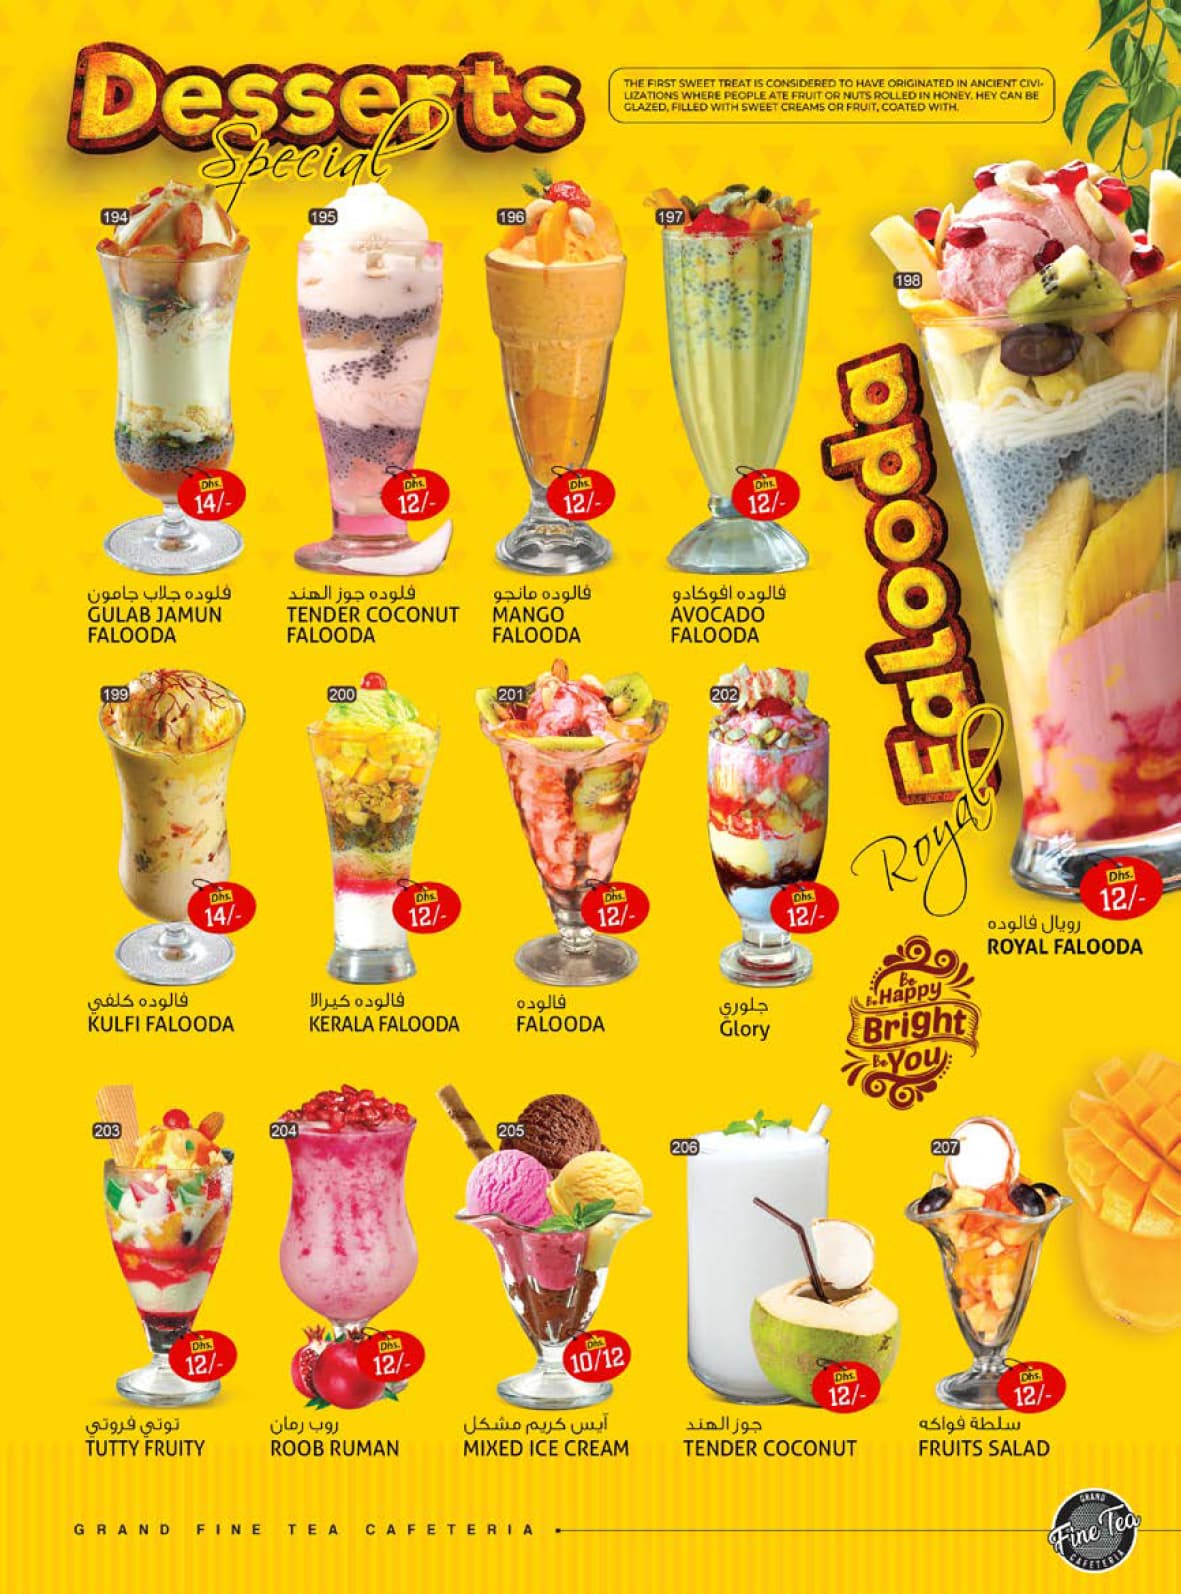 Desserts
Special
THE FIRST SWEET TREAT IS CONSIDERED TO HAVE ORIGINATED IN ANCIENT CIVI-
LIZATIONS WHERE PEOPLE ATE FRUIT OR NUTS ROLLED IN HONEY. HEY CAN BE
GLAZED, FILLED WITH SWEET CREAMS OR FRUIT, COATED WITH.
194
Dhs.
14/-
فلوده جلاب جامون
GULAB JAMUN
FALOODA
195
Dhs.
12/-
فلوده جوز الهند
TENDER COCONUT
FALOODA
196
Dhs.
12/-
فالوده مانجو
MANGO
FALOODA
197
Dhs.
12/-
فالوده افوكادو
AVOCADO
FALOODA
198
Falooda
Royal
Dhs.
12/-
رويال فالوده
ROYAL FALOODA
199
Dhs.
14/-
فالوده كلفي
KULFI FALOODA
200
Dhs.
12/-
فالوده كيرالا
KERALA FALOODA
201
Dhs.
12/-
فالوده
FALOODA
202
Dhs.
12/-
جلوري
Glory
Be
Be Happy
Bright
Be You
203
Dhs.
12/-
توتي فروتي
TUTTY FRUITY
204
Dhs.
12/-
روب رمان
ROOB RUMAN
205
Dhs.
10/12
آيس كريم مشكل
MIXED ICE CREAM
206
Dhs.
12/-
جوز الهند
TENDER COCONUT
207
Dhs.
12/-
سلطة فواكه
FRUITS SALAD
GRAND FINE TEA CAFETERIA
GRAND
Fine Tea
CAFETERIA